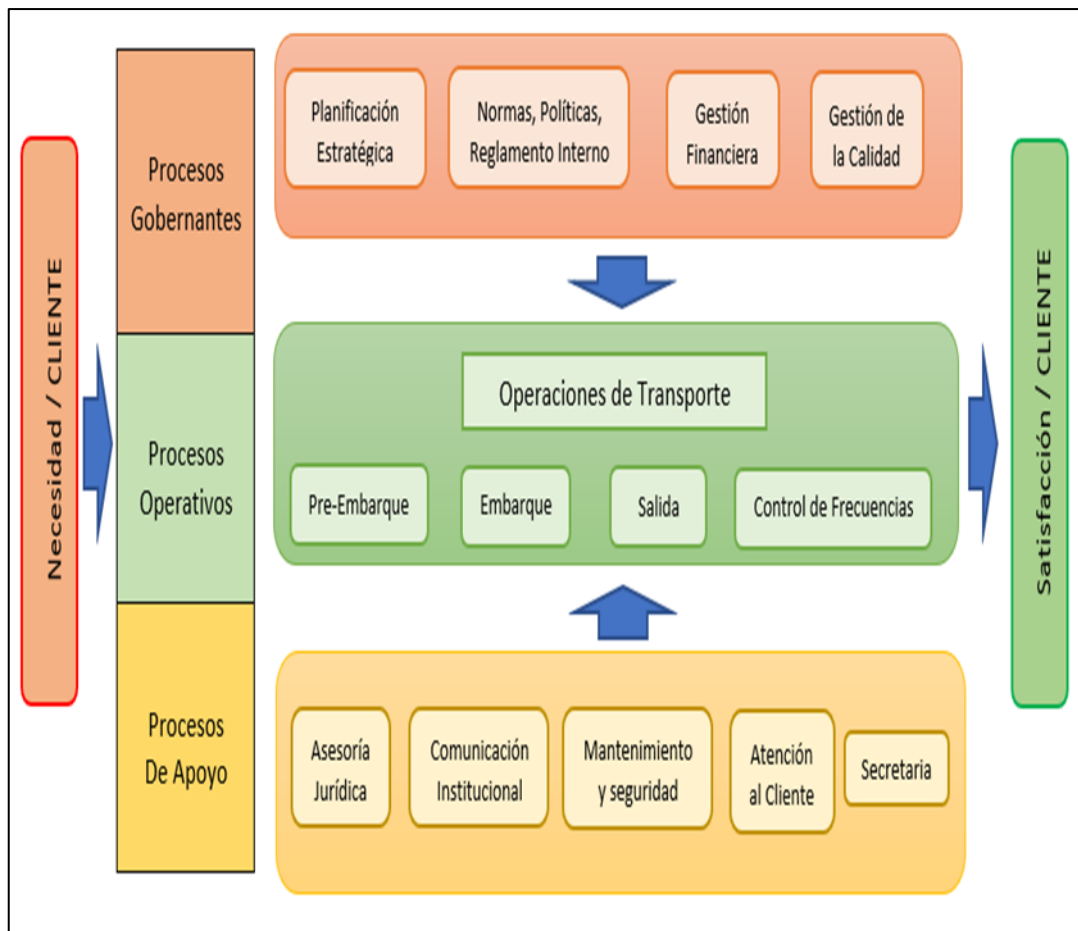 Necesidad / CLIENTE
Procesos
Gobernantes
Planificación
Estratégica
Normas, Políticas,
Reglamento Interno
Gestión
Financiera
Gestión de
la Calidad
Procesos
Operativos
Operaciones de Transporte
Pre-Embarque
Embarque
Salida
Control de Frecuencias
Procesos
De Apoyo
Asesoría
Jurídica
Comunicación
Institucional
Mantenimiento
y seguridad
Atención
al Cliente
Secretaria
Satisfacción / CLIENTE